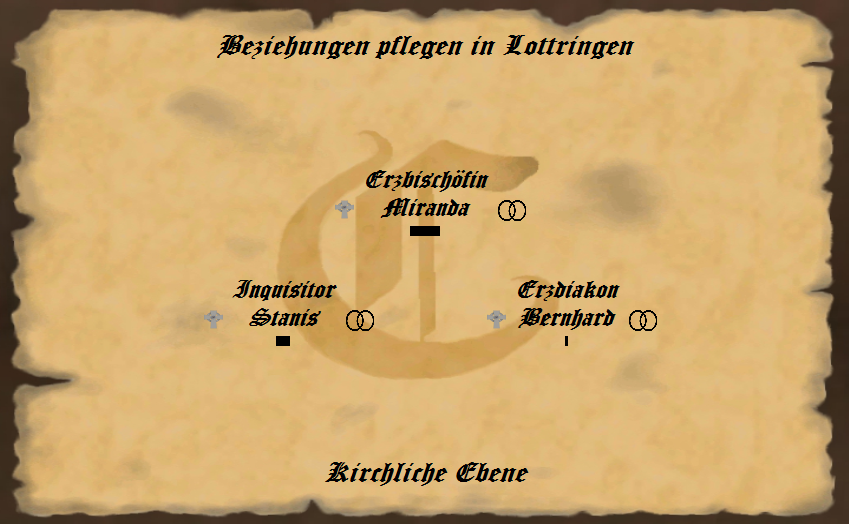 Beziehungen pflegen in Lottringen
Erzbischöfin
Miranda
Inquisitor
Stanis
Erzdiakon
Bernhard
Kirchliche Ebene